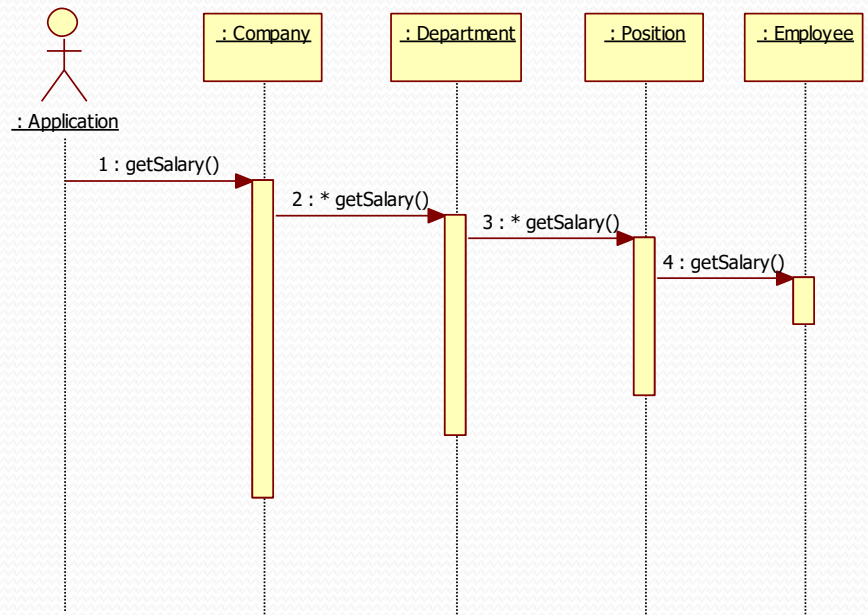 : Company
: Department
: Position
: Employee
: Application
1 : getSalary()
2 : * getSalary()
3 : * getSalary()
4 : getSalary()